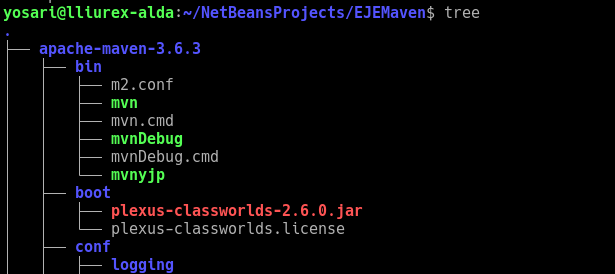 yosari@lliurex-alda:~/NetBeansProjects/EJEMaven$ tree
.
├── apache-maven-3.6.3
│   ├── bin
│   │   ├── m2.conf
│   │   ├── mvn
│   │   ├── mvn.cmd
│   │   ├── mvnDebug
│   │   ├── mvnDebug.cmd
│   │   └── mvnyjp
│   ├── boot
│   │   ├── plexus-classworlds-2.6.0.jar
│   │   └── plexus-classworlds.license
│   ├── conf
│   │   ├── logging